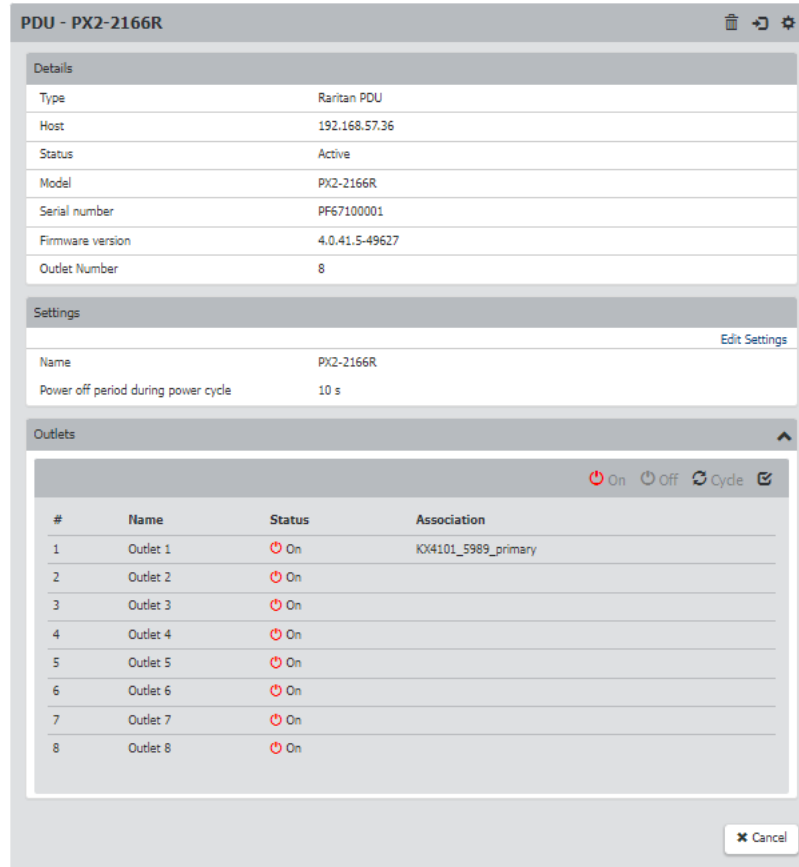 PDU - PX2-2166R
Details
Type Raritan PDU
Host 192.168.57.36
Status Active
Model PX2-2166R
Serial number PF67100001
Firmware version 4.0.41.5-49627
Outlet Number 8
Settings
Edit Settings
Name PX2-2166R
Power off period during power cycle 10 s
Outlets
On Off Cycle
# Name Status Association
1 Outlet 1 On KX4101_5989_primary
2 Outlet 2 On
3 Outlet 3 On
4 Outlet 4 On
5 Outlet 5 On
6 Outlet 6 On
7 Outlet 7 On
8 Outlet 8 On
Cancel